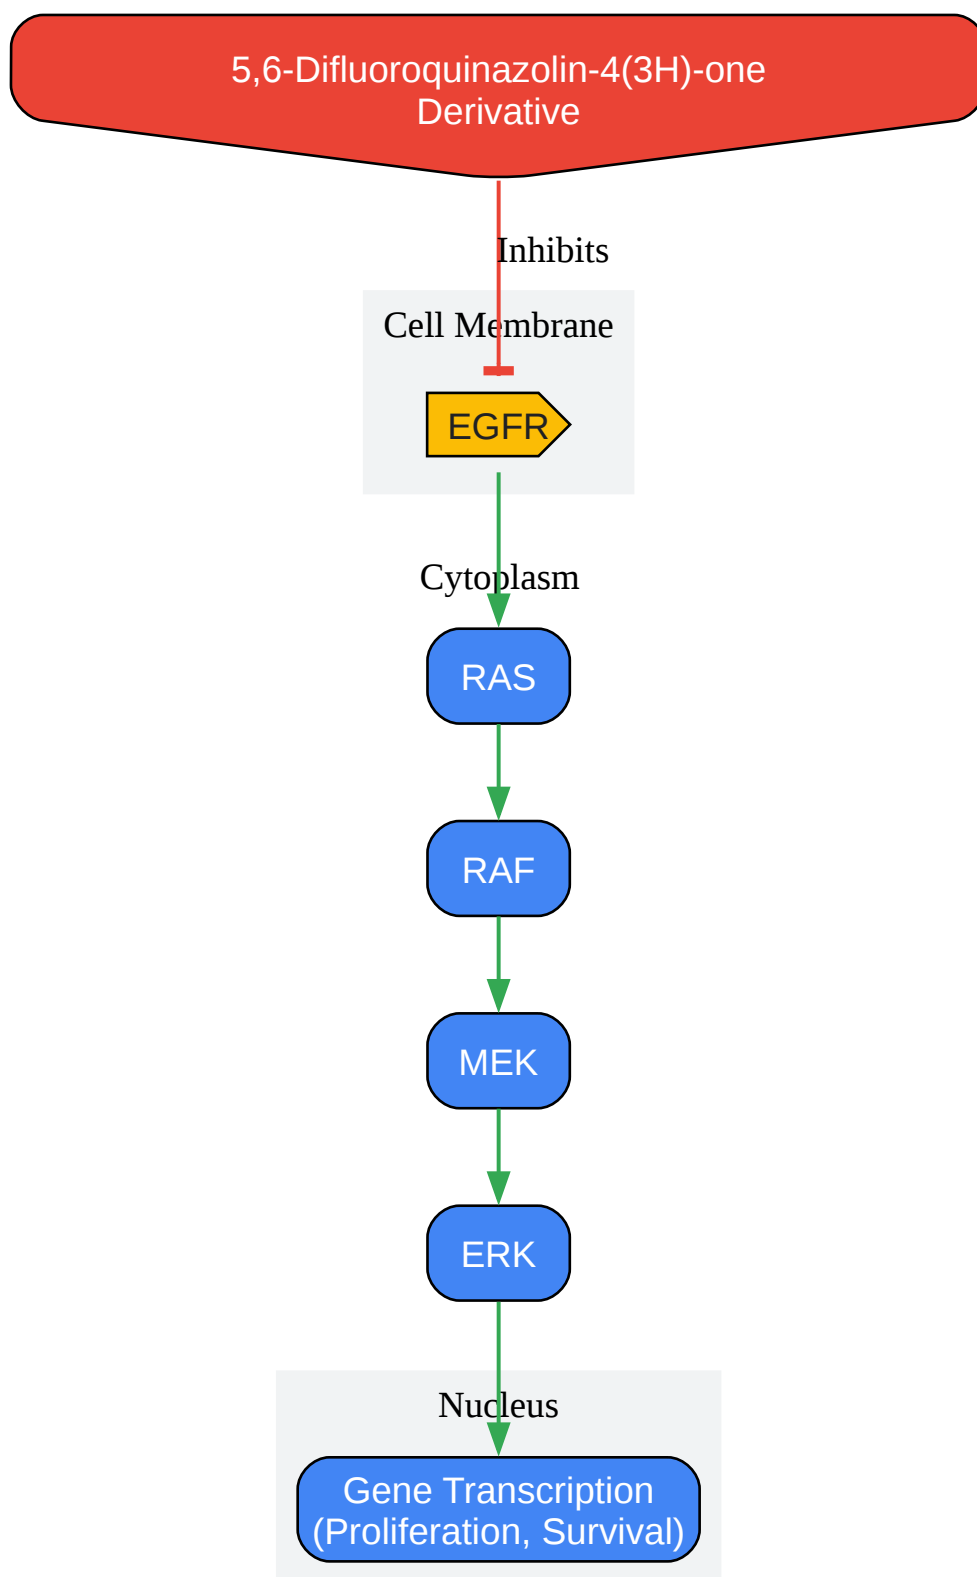 5,6-Difluoroquinazolin-4(3H)-one
Derivative
Inhibits
Cell Membrane
EGFR
Cytoplasm
RAS
RAF
MEK
ERK
Nucleus
Gene Transcription
(Proliferation, Survival)